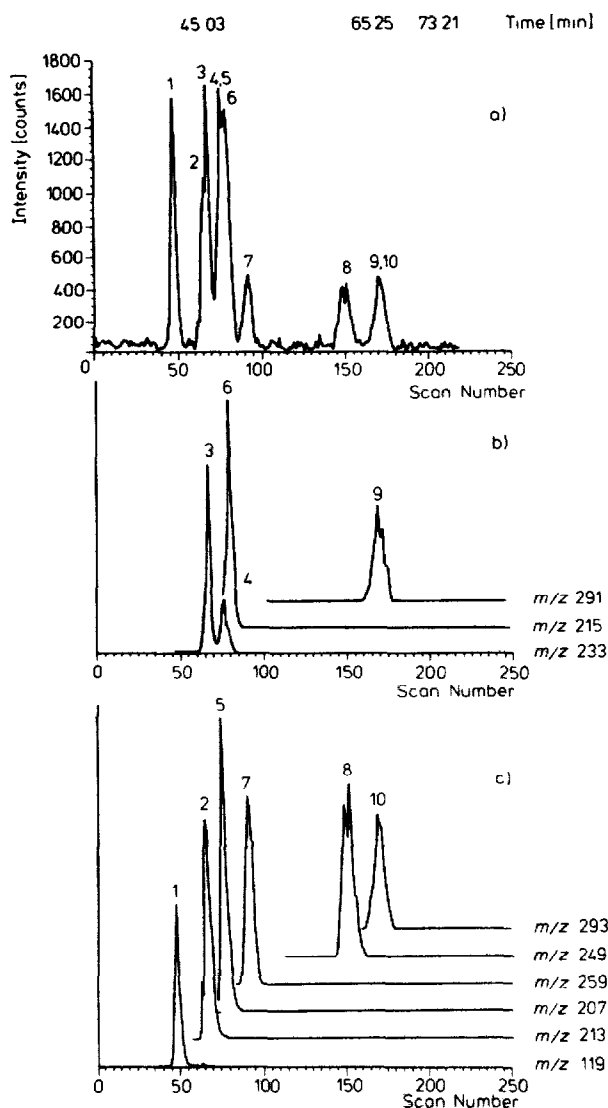 45 03 65 25 73 21 Time [min]
Intensity [counts]
1800
1600
1400
1200
1000
800
600
400
200
1
2
3
4,5
6
7
8
9,10
a)
0 50 100 150 200 250
Scan Number
3
6
4
9
b)
m/z 291
m/z 215
m/z 233
0 50 100 150 200 250
Scan Number
1
2
5
7
8
10
c)
m/z 293
m/z 249
m/z 259
m/z 207
m/z 213
m/z 119
0 50 100 150 200 250
Scan Number